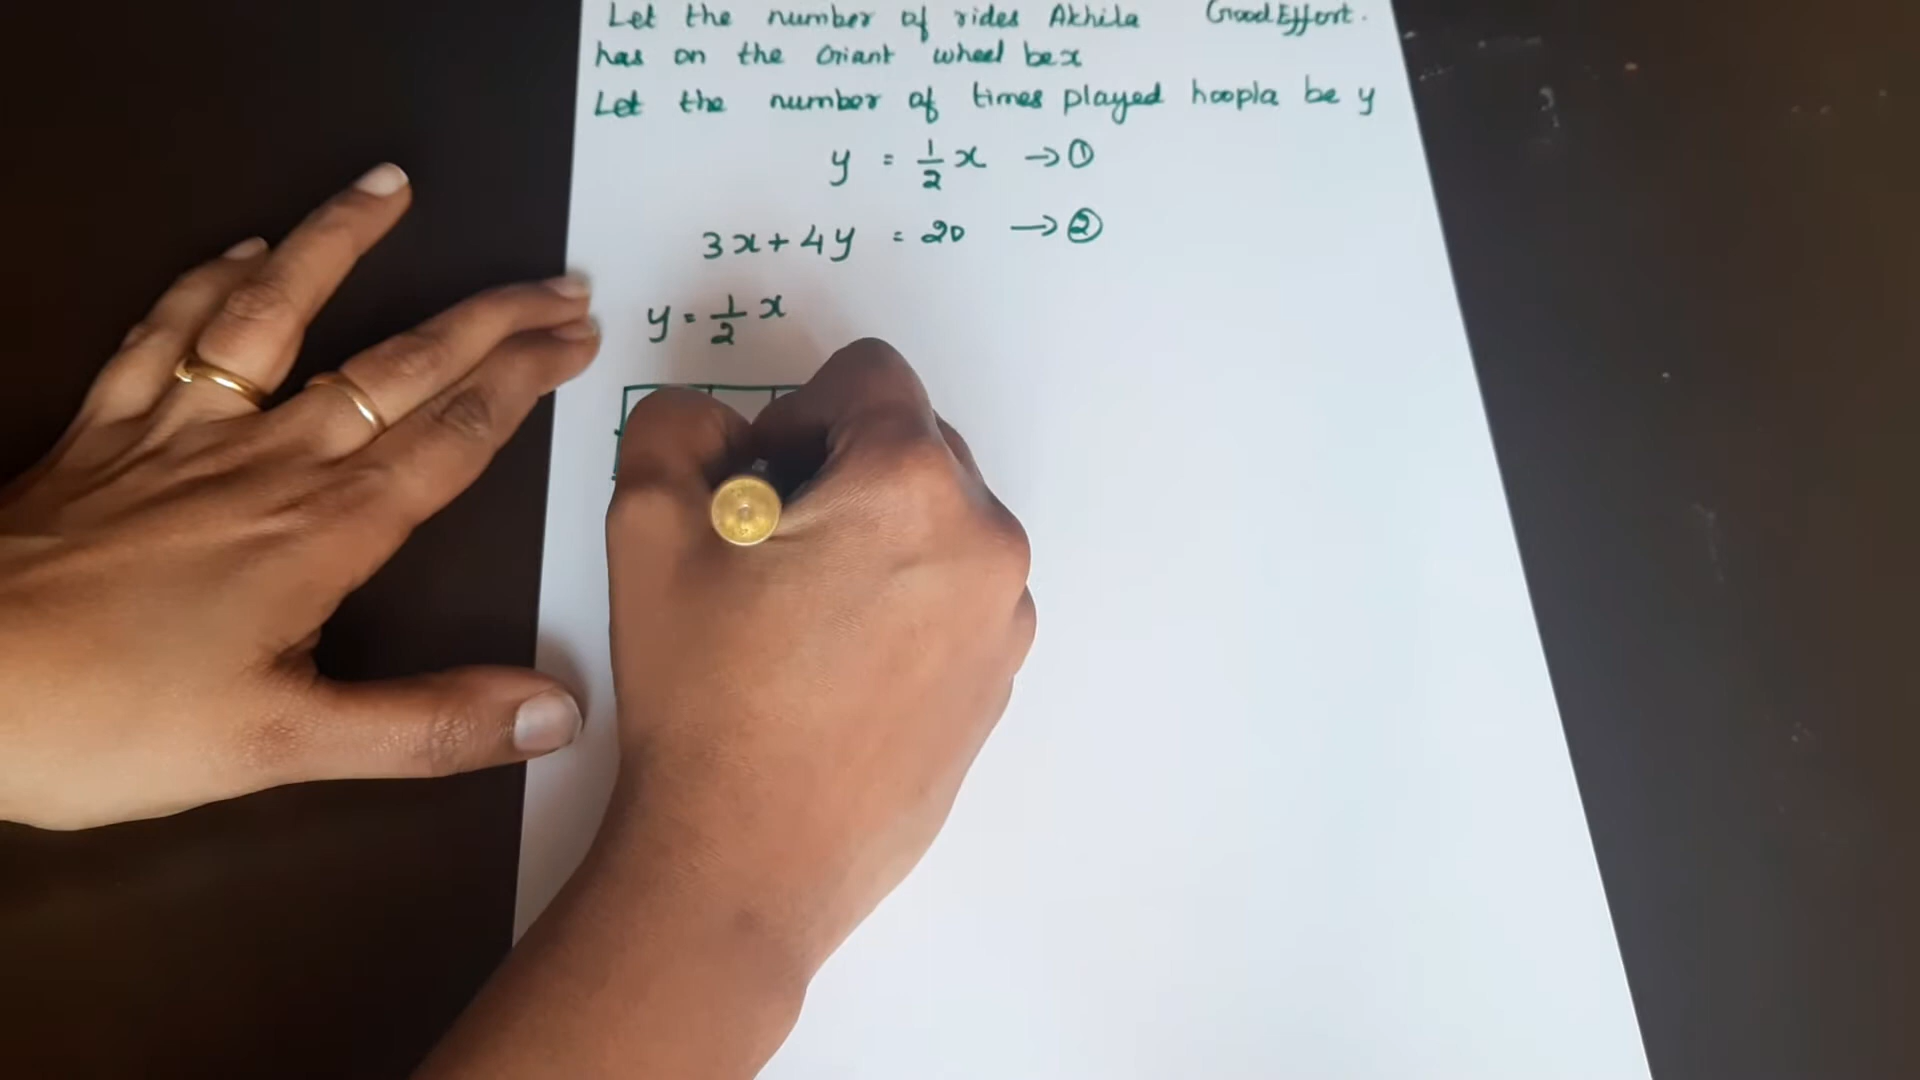 Let the number of rides Akhila Good Effort.
has on the Giant wheel be x
Let the number of times played hoopla be y
y = 1/2 x → ①
3x + 4y = 20 → ②
y = 1/2 x